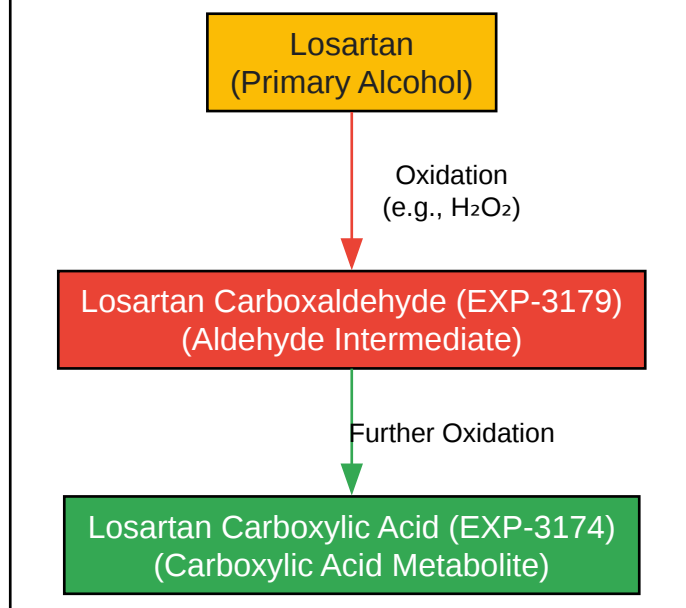 Losartan
(Primary Alcohol)
Oxidation
(e.g., H₂O₂)
Losartan Carboxaldehyde (EXP-3179)
(Aldehyde Intermediate)
Further Oxidation
Losartan Carboxylic Acid (EXP-3174)
(Carboxylic Acid Metabolite)